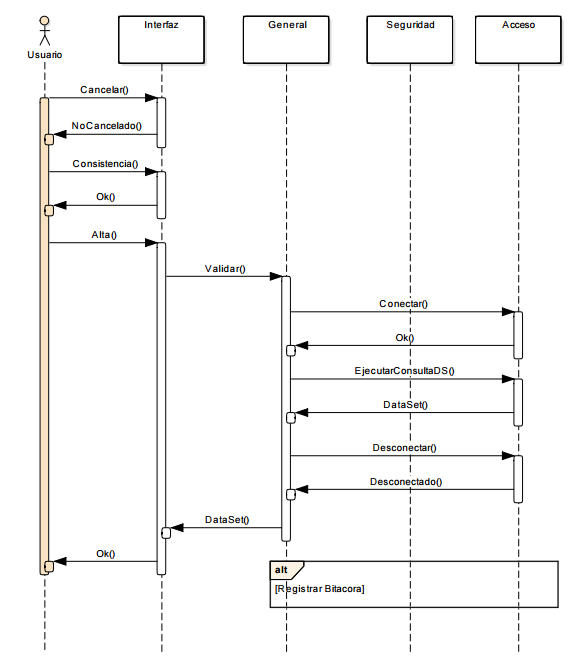 Interfaz
General
Seguridad
Acceso
Usuario
Cancelar()
NoCancelado()
Consistencia()
Ok()
Alta()
Validar()
Conectar()
Ok()
EjecutarConsultaDS()
DataSet()
Desconectar()
Desconectado()
DataSet()
Ok()
alt
[Registrar Bitacora]